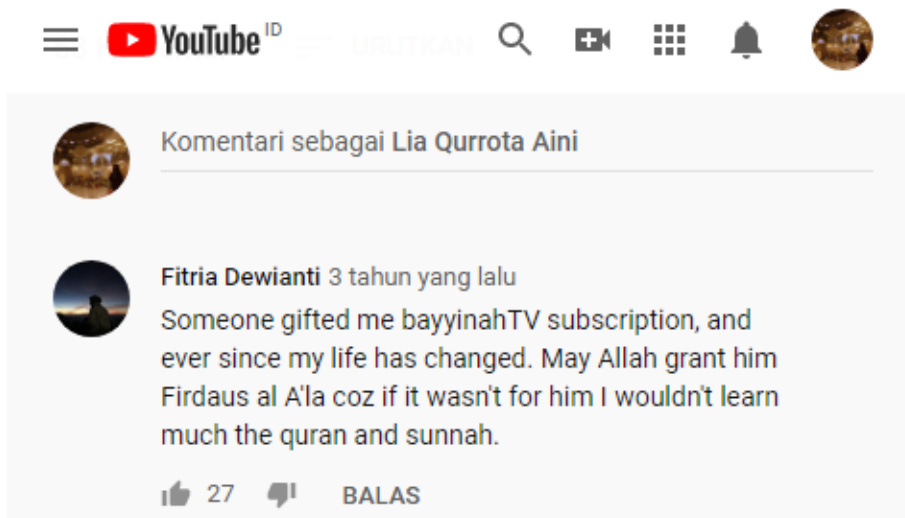 YouTube ID
URUTKAN
Komentari sebagai Lia Qurrota Aini
Fitria Dewianti 3 tahun yang lalu
Someone gifted me bayyinahTV subscription, and
ever since my life has changed. May Allah grant him
Firdaus al A'la coz if it wasn't for him I wouldn't learn
much the quran and sunnah.
27 BALAS